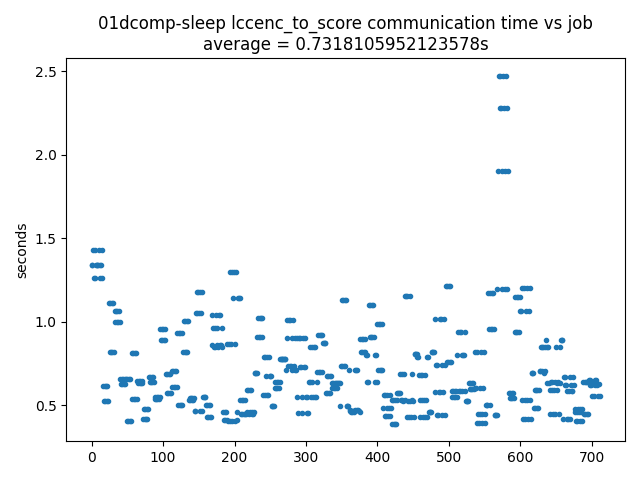 01dcomp-sleep lccenc_to_score communication time vs job
average = 0.7318105952123578s
seconds
2.5
2.0
1.5
1.0
0.5
0 100 200 300 400 500 600 700